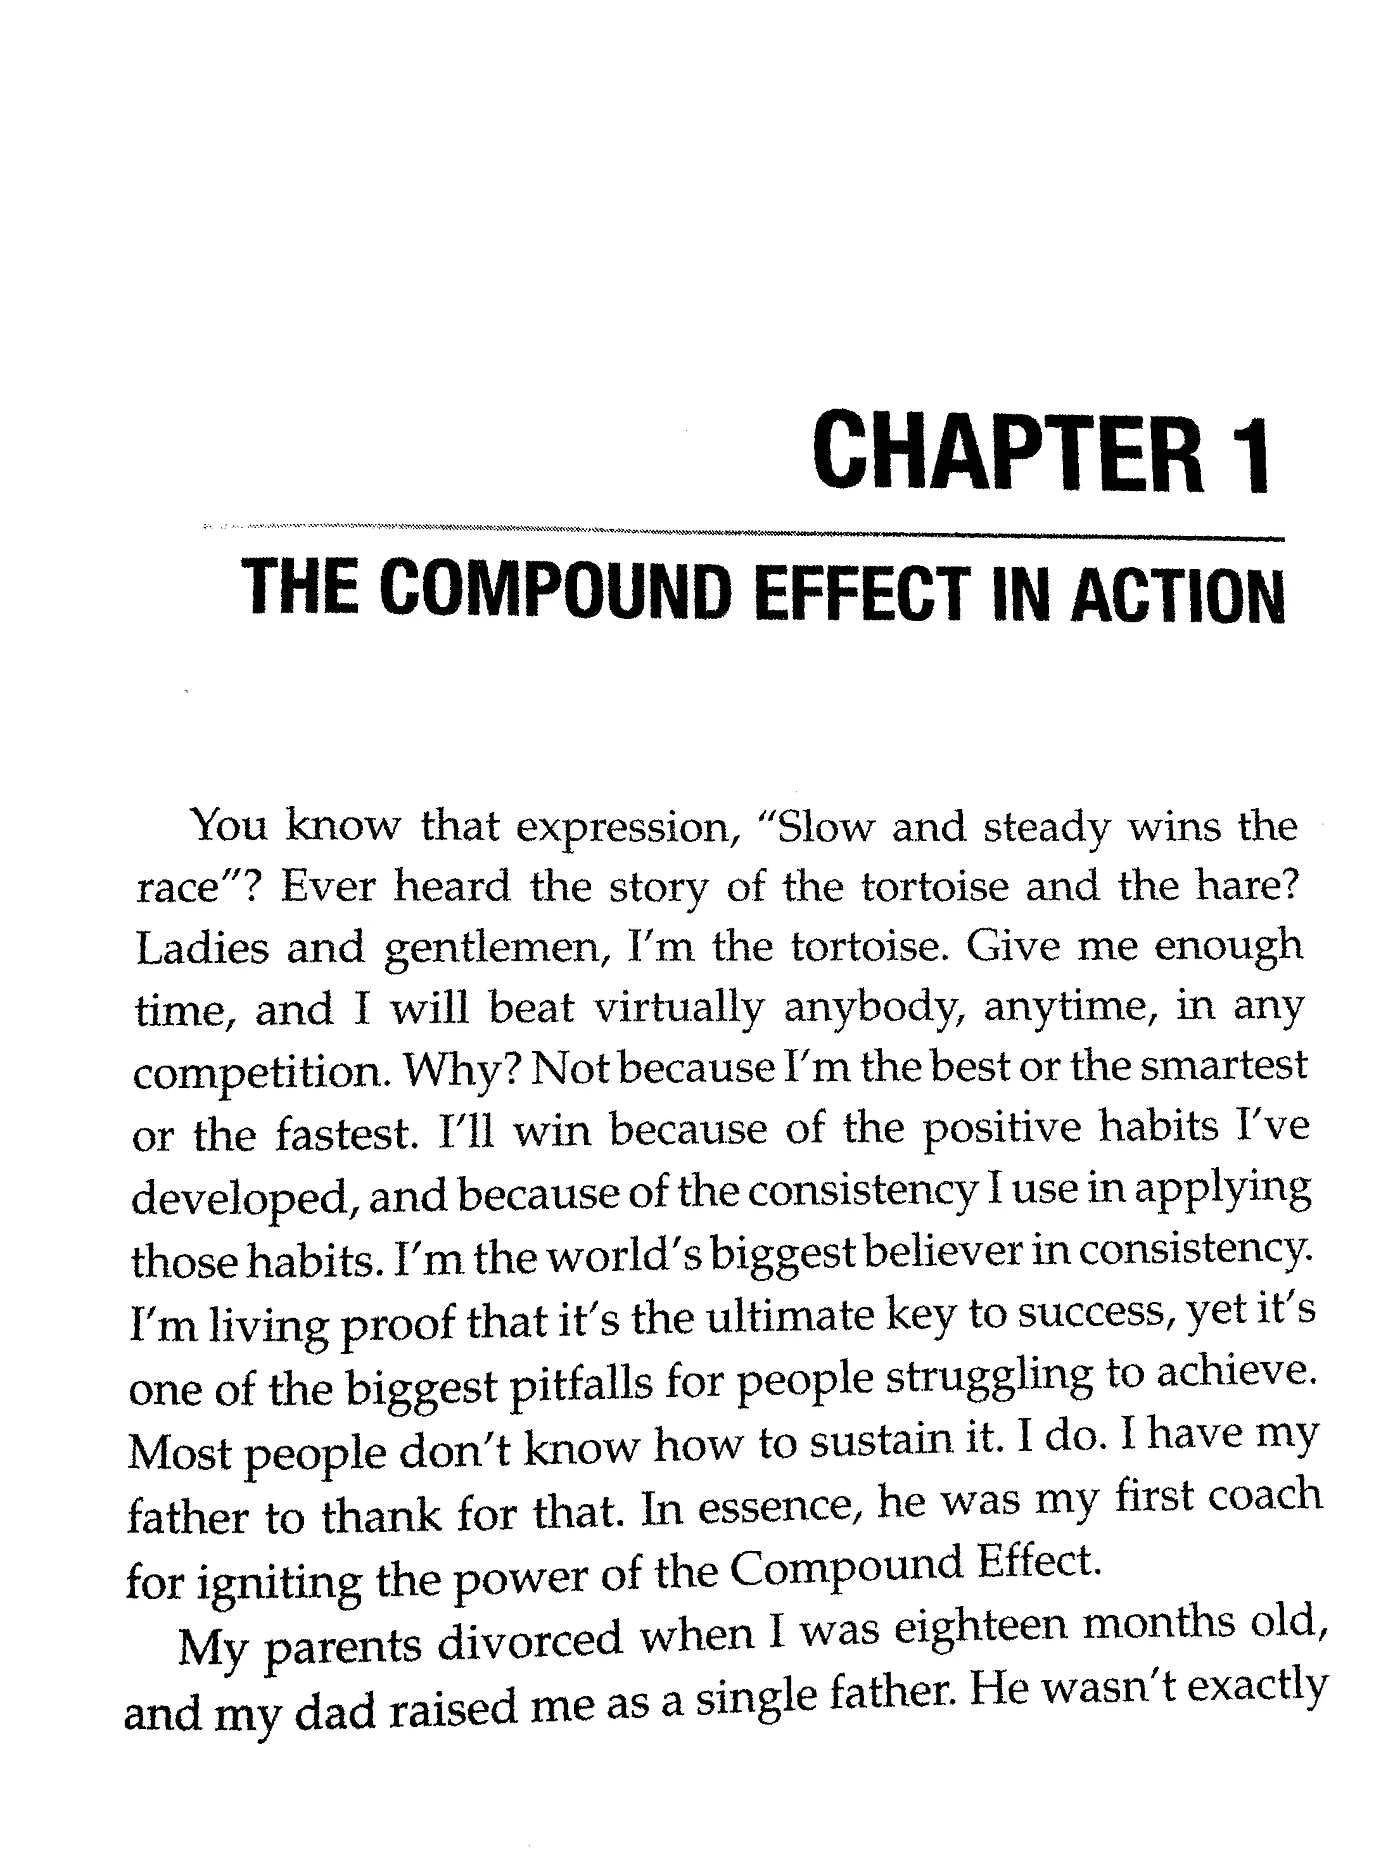 CHAPTER 1
THE COMPOUND EFFECT IN ACTION
You know that expression, "Slow and steady wins the
race"? Ever heard the story of the tortoise and the hare?
Ladies and gentlemen, I'm the tortoise. Give me enough
time, and I will beat virtually anybody, anytime, in any
competition. Why? Not because I'm the best or the smartest
or the fastest. I'll win because of the positive habits I've
developed, and because of the consistency I use in applying
those habits. I'm the world's biggest believer in consistency.
I'm living proof that it's the ultimate key to success, yet it's
one of the biggest pitfalls for people struggling to achieve.
Most people don't know how to sustain it. I do. I have my
father to thank for that. In essence, he was my first coach
for igniting the power of the Compound Effect.
My parents divorced when I was eighteen months old,
and my dad raised me as a single father. He wasn't exactly